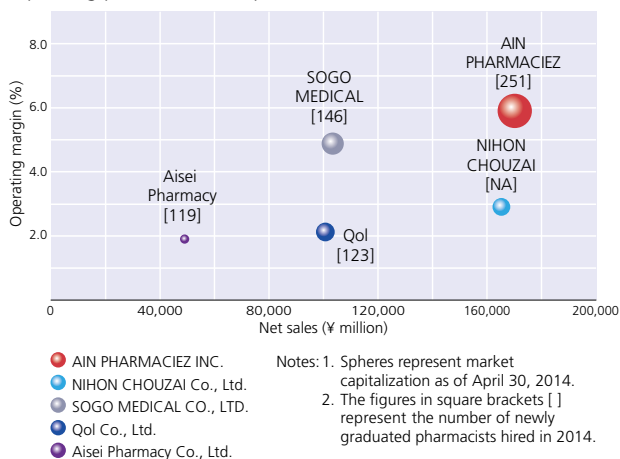 8.0
6.0
4.0
2.0
Operating margin (%)
AIN
PHARMACIEZ
[251]
SOGO
MEDICAL
[146]
NIHON
CHOUZAI
[NA]
Aisei
Pharmacy
[119]
Qol
[123]
0
40,000
80,000
120,000
160,000
200,000
Net sales (¥ million)
AIN PHARMACIEZ INC.
NIHON CHOUZAI Co., Ltd.
SOGO MEDICAL CO., LTD.
Qol Co., Ltd.
Aisei Pharmacy Co., Ltd.
Notes: 1. Spheres represent market
capitalization as of April 30, 2014.
2. The figures in square brackets [ ]
represent the number of newly
graduated pharmacists hired in 2014.